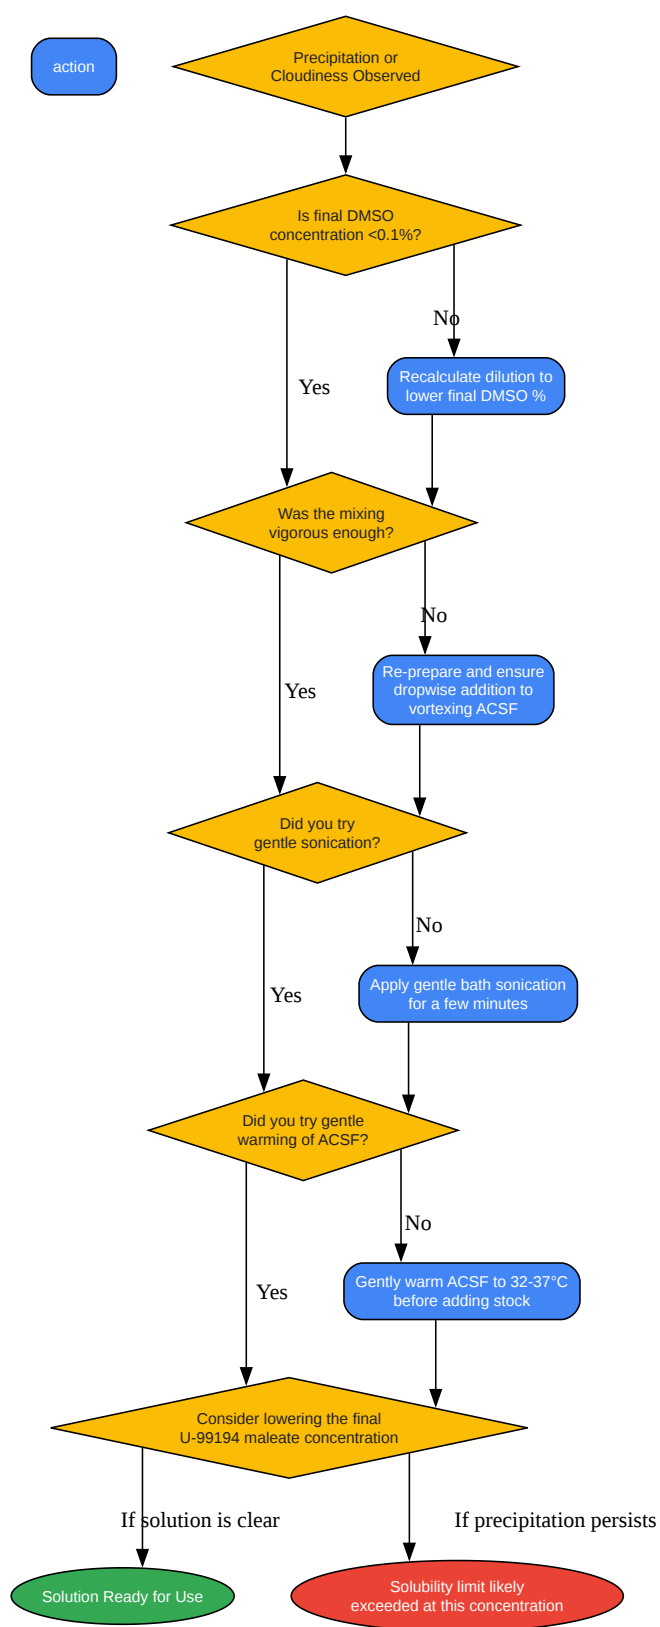 action
Precipitation or
Cloudiness Observed
Is final DMSO
concentration <0.1%?
No
Yes
Recalculate dilution to
lower final DMSO %
Was the mixing
vigorous enough?
No
Yes
Re-prepare and ensure
dropwise addition to
vortexing ACSF
Did you try
gentle sonication?
No
Yes
Apply gentle bath sonication
for a few minutes
Did you try gentle
warming of ACSF?
No
Yes
Gently warm ACSF to 32-37°C
before adding stock
Consider lowering the final
U-99194 maleate concentration
If solution is clear
If precipitation persists
Solution Ready for Use
Solubility limit likely
exceeded at this concentration